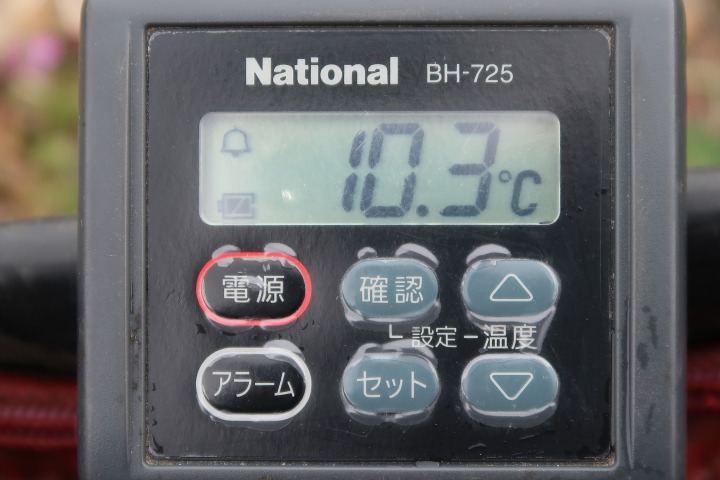 National BH-725
10.3℃
電源 確認 △
設定 温度
アラーム セット ▽